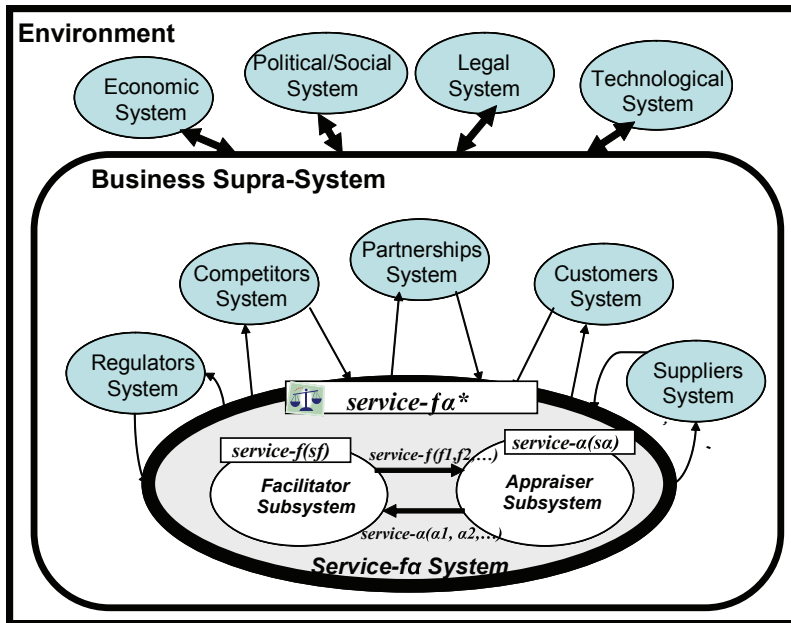 Environment
Economic
System
Political/Social
System
Legal
System
Technological
System
Business Supra-System
Regulators
System
Competitors
System
Partnerships
System
Customers
System
Suppliers
System
service-fα*
service-f(sf)
service-α(sα)
service-f(f1,f2,...)
Facilitator
Subsystem
Appraiser
Subsystem
service-α(α1, α2,...)
Service-fα System